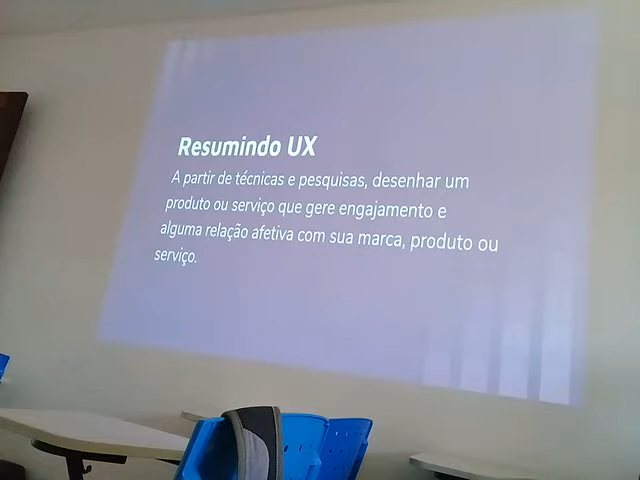 Resumindo UX
A partir de técnicas e pesquisas, desenhar um
produto ou serviço que gere engajamento e
alguma relação afetiva com sua marca, produto ou
serviço.